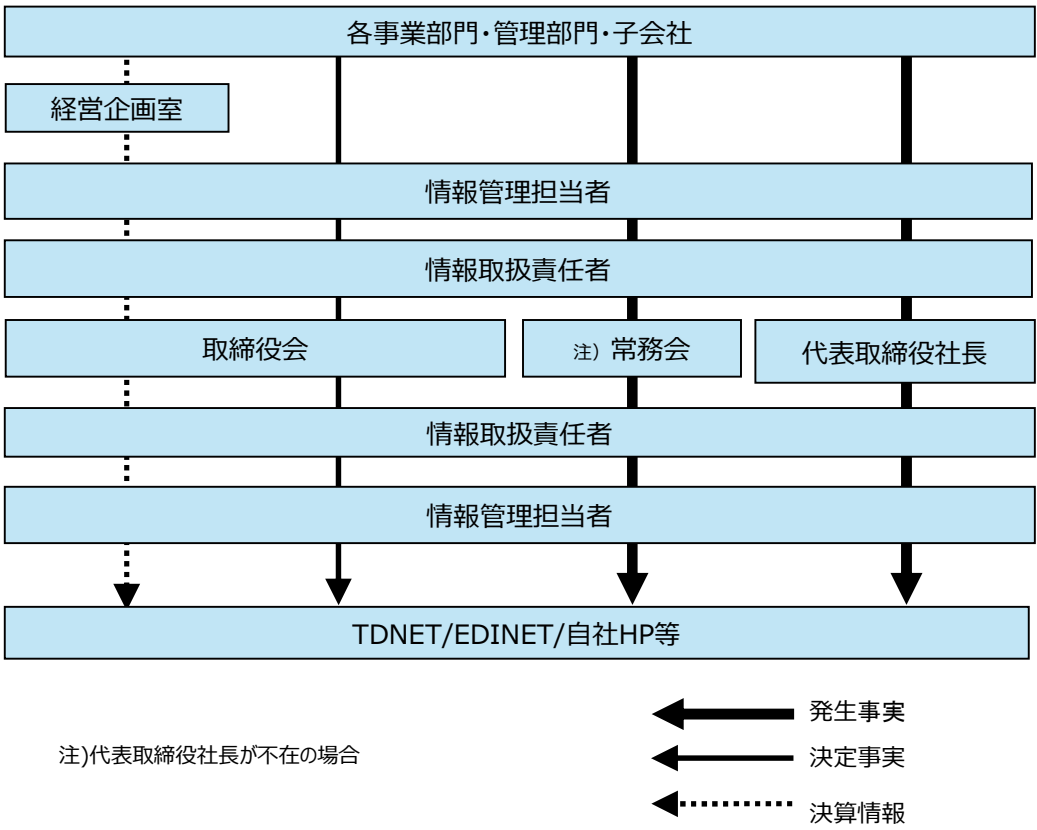 各事業部門・管理部門・子会社
経営企画室
情報管理担当者
情報取扱責任者
取締役会
注）常務会
代表取締役社長
情報取扱責任者
情報管理担当者
TDNET/EDINET/自社HP等
発生事実
注)代表取締役社長が不在の場合
決定事実
決算情報